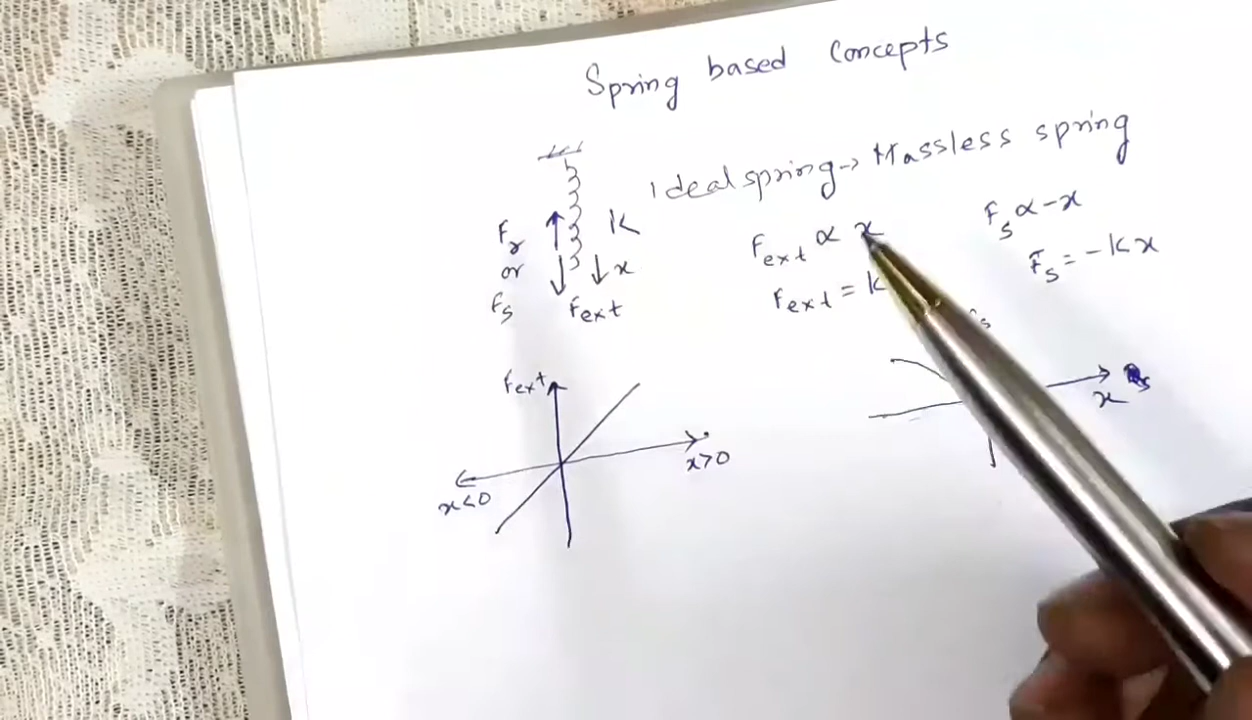 Spring based Concepts
Ideal spring → Massless spring
Fr
or
Fs
K
x
Fext
Fext ∝ x
Fext = K
Fs ∝ -x
Fs = -Kx
Fext
x>0
x<0
x